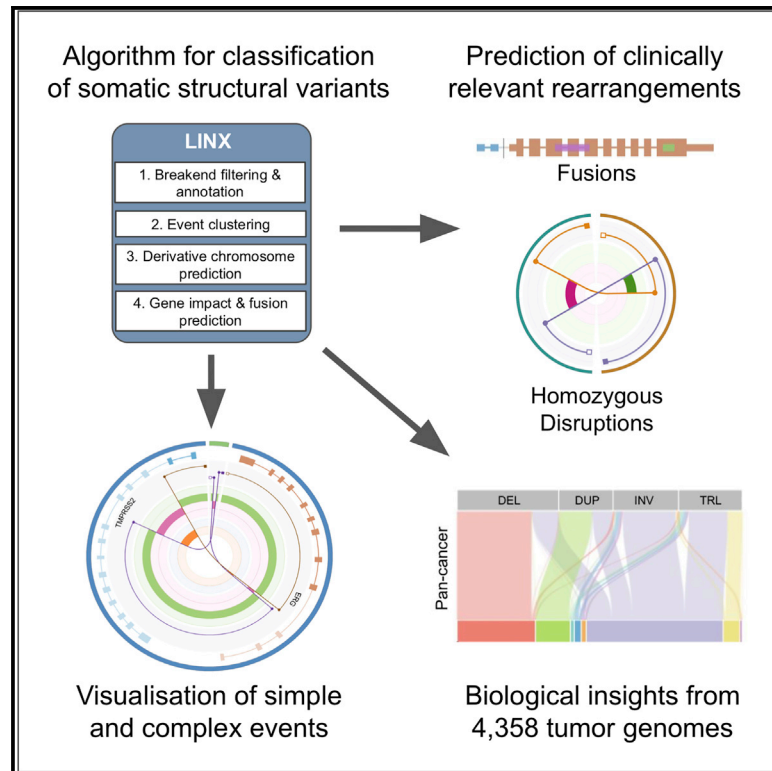 Algorithm for classification
of somatic structural variants
LINX
1. Breakend filtering &
annotation
2. Event clustering
3. Derivative chromosome
prediction
4. Gene impact & fusion
prediction
Prediction of clinically
relevant rearrangements
Fusions
Homozygous
Disruptions
TMPRSS2
ERG
Visualisation of simple
and complex events
DEL DUP INV TRL
Pan-cancer
Biological insights from
4,358 tumor genomes